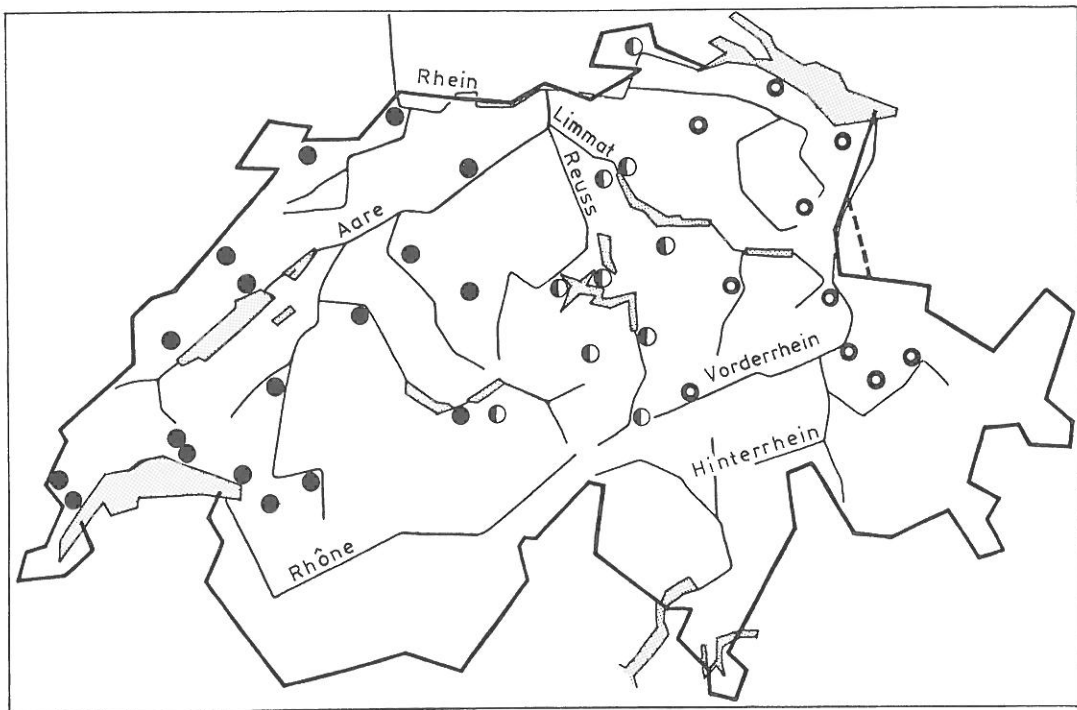 Rhein
Limmat
Reuss
Aare
Vorderrhein
Hinterrhein
Rhône